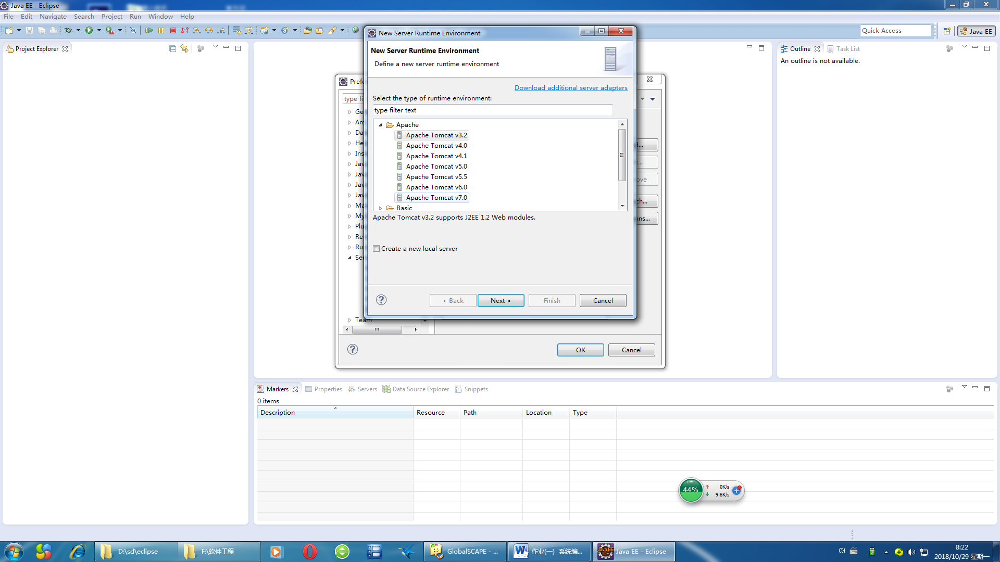 Java EE - Eclipse
File Edit Navigate Search Project Run Window Help
Quick Access
Java EE
Project Explorer
Outline
Task List
An outline is not available.
New Server Runtime Environment
New Server Runtime Environment
Define a new server runtime environment
Download additional server adapters
Select the type of runtime environment:
type filter text
Apache
Apache Tomcat v3.2
Apache Tomcat v4.0
Apache Tomcat v4.1
Apache Tomcat v5.0
Apache Tomcat v5.5
Apache Tomcat v6.0
Apache Tomcat v7.0
Basic
Apache Tomcat v3.2 supports J2EE 1.2 Web modules.
Create a new local server
< Back
Next >
Finish
Cancel
Prefe
type fi
Ge
An
Da
He
Ins
Jav
Jav
Jav
Jav
Ma
My
Plu
Re
Ru
Se
Team
ove
ch...
ns...
OK
Cancel
Markers
Properties
Servers
Data Source Explorer
Snippets
0 items
Description
Resource
Path
Location
Type
44%
0K/s
9.8K/s
D:\sd\eclipse
F:\软件工程
GlobalSCAPE - ...
作业(一) 系统编...
Java EE - Eclipse
CH
8:22
2018/10/29 星期一